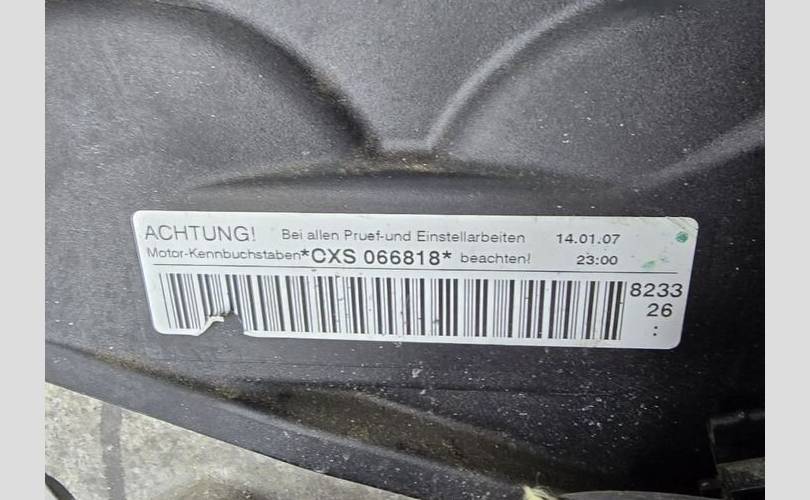 ACHTUNG! Bei allen Pruef-und Einstellarbeiten 14.01.07
Motor-Kennbuchstaben*CXS 066818* beachten! 23:00
8233
26
: